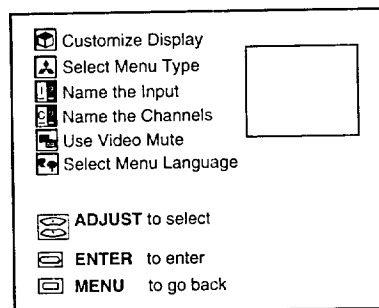 Customize Display
Select Menu Type
Name the Input
Name the Channels
Use Video Mute
Select Menu Language
ADJUST to select
ENTER to enter
MENU to go back